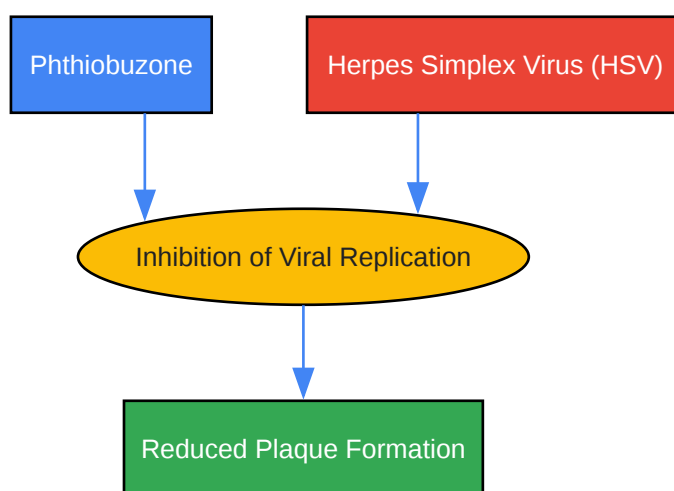 Phthiobuzone
Herpes Simplex Virus (HSV)
Inhibition of Viral Replication
Reduced Plaque Formation